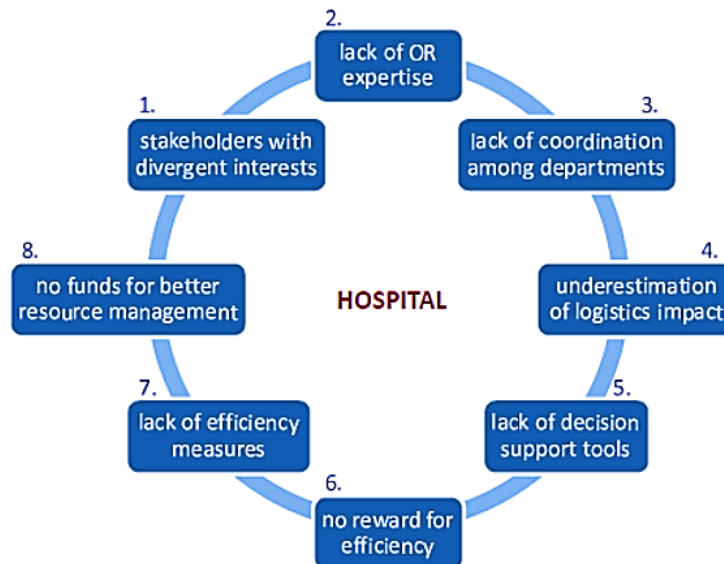 1.
stakeholders with
divergent interests
2.
lack of OR
expertise
3.
lack of coordination
among departments
4.
underestimation
of logistics impact
5.
lack of decision
support tools
6.
no reward for
efficiency
7.
lack of efficiency
measures
8.
no funds for better
resource management
HOSPITAL